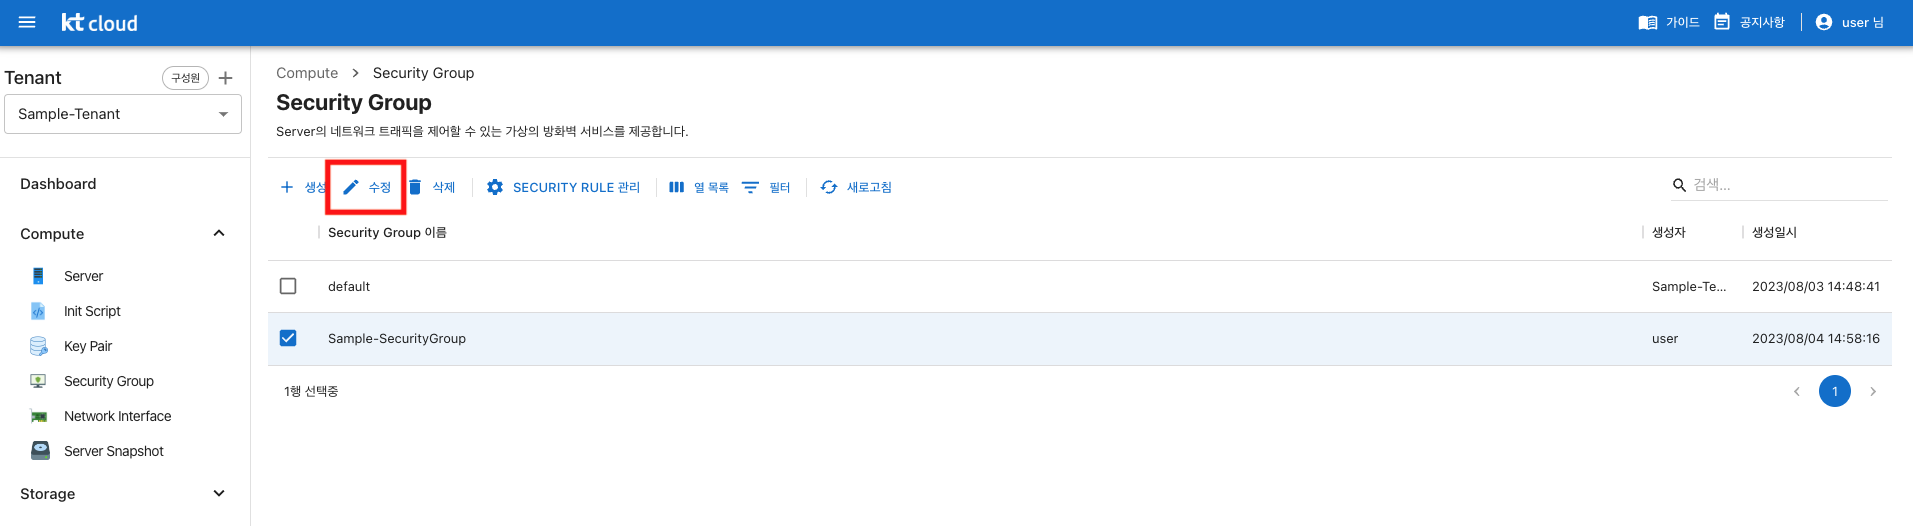 kt cloud
가이드
공지사항
user 님
Tenant
구성원
Sample-Tenant
Dashboard
Compute
Server
Init Script
Key Pair
Security Group
Network Interface
Server Snapshot
Storage
Compute > Security Group
Security Group
Server의 네트워크 트래픽을 제어할 수 있는 가상의 방화벽 서비스를 제공합니다.
생성 수정 삭제 SECURITY RULE 관리 열 목록 필터 새로고침 검색...
Security Group 이름 생성자 생성일시
default Sample-Te... 2023/08/03 14:48:41
Sample-SecurityGroup user 2023/08/04 14:58:16
1행 선택중
1